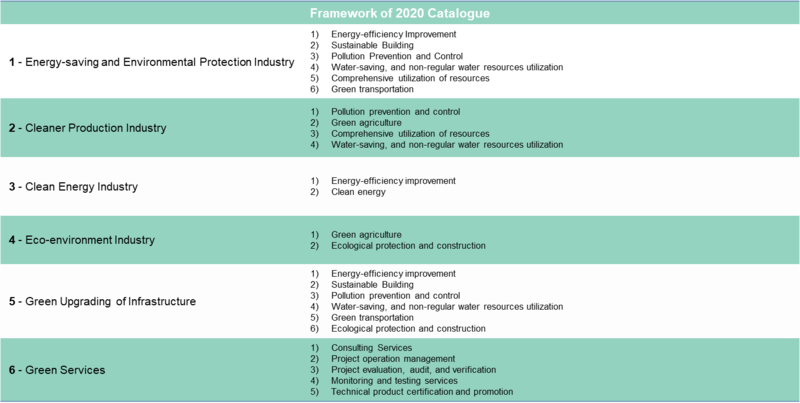 Framework of 2020 Catalogue
1 - Energy-saving and Environmental Protection Industry
1) Energy-efficiency Improvement
2) Sustainable Building
3) Pollution Prevention and Control
4) Water-saving, and non-regular water resources utilization
5) Comprehensive utilization of resources
6) Green transportation
2 - Cleaner Production Industry
1) Pollution prevention and control
2) Green agriculture
3) Comprehensive utilization of resources
4) Water-saving, and non-regular water resources utilization
3 - Clean Energy Industry
1) Energy-efficiency improvement
2) Clean energy
4 - Eco-environment Industry
1) Green agriculture
2) Ecological protection and construction
5 - Green Upgrading of Infrastructure
1) Energy-efficiency improvement
2) Sustainable Building
3) Pollution prevention and control
4) Water-saving, and non-regular water resources utilization
5) Green transportation
6) Ecological protection and construction
6 - Green Services
1) Consulting Services
2) Project operation management
3) Project evaluation, audit, and verification
4) Monitoring and testing services
5) Technical product certification and promotion